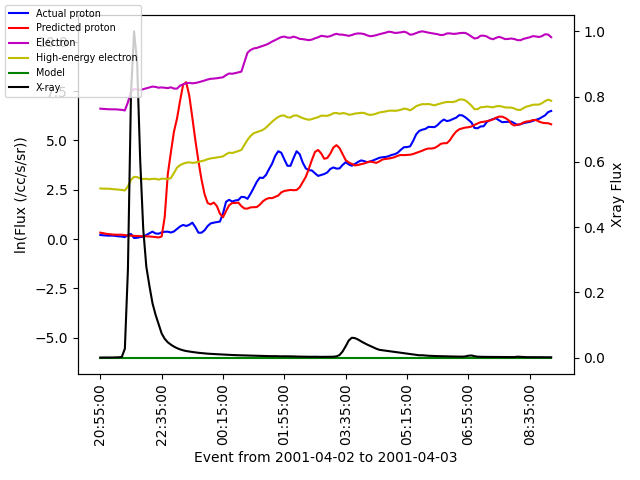 Actual proton
Predicted proton
Electron
High-energy electron
Model
X-ray
ln(Flux (/cc/s/sr))
7.5
5.0
2.5
0.0
−2.5
−5.0
1.0
0.8
0.6
0.4
0.2
0.0
Xray Flux
20:55:00
22:35:00
00:15:00
01:55:00
03:35:00
05:15:00
06:55:00
08:35:00
Event from 2001-04-02 to 2001-04-03